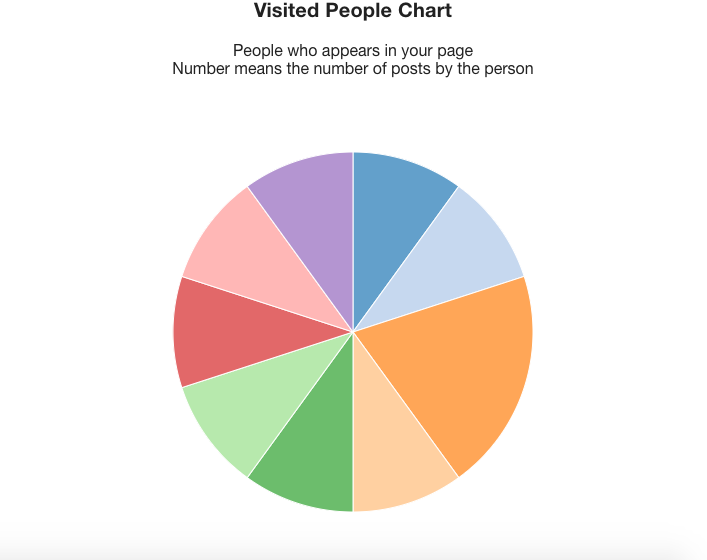 Visited People Chart
People who appears in your page
Number means the number of posts by the person